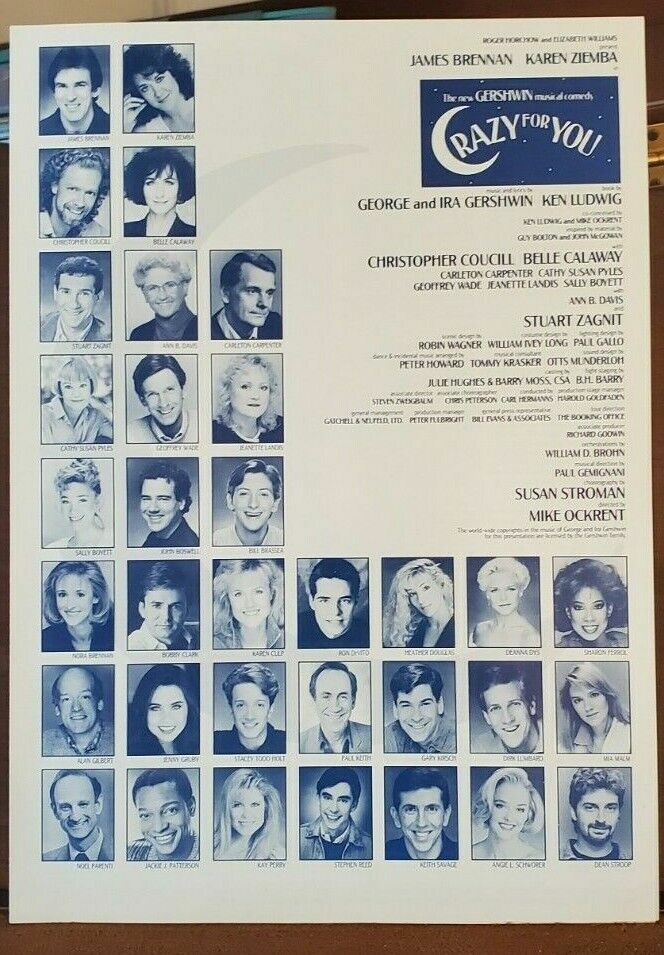 ROGER HORCHOW and ELIZABETH WILLIAMS
present
JAMES BRENNAN KAREN ZIEMBA
in
The new GERSHWIN musical comedy
CRAZY FOR YOU
music and lyrics by book by
GEORGE and IRA GERSHWIN KEN LUDWIG
co-conceived by
KEN LUDWIG and MIKE OCKRENT
inspired by material by
GUY BOLTON and JOHN McGOWAN
with
CHRISTOPHER COUCILL BELLE CALAWAY
CARLETON CARPENTER CATHY SUSAN PYLES
GEOFFREY WADE JEANETTE LANDIS SALLY BOYETT
with
ANN B. DAVIS
and
STUART ZAGNIT
scenic design by costume design by lighting design by
ROBIN WAGNER WILLIAM IVEY LONG PAUL GALLO
dance & incidental music arranged by musical consultant sound design by
PETER HOWARD TOMMY KRASKER OTTS MUNDERLOH
casting by fight staging by
JULIE HUGHES & BARRY MOSS, CSA B.H. BARRY
associate director associate choreographer conducted by production stage manager
STEVEN ZWEIGBAUM CHRIS PETERSON CARL HERMANNS HAROLD GOLDFADEN
general management production manager general press representative tour direction
GATCHELL & NEUFELD, LTD. PETER FULBRIGHT BILL EVANS & ASSOCIATES THE BOOKING OFFICE
associate producer
RICHARD GODWIN
orchestrations by
WILLIAM D. BROHN
musical direction by
PAUL GEMIGNANI
choreography by
SUSAN STROMAN
directed by
MIKE OCKRENT
The world-wide copyrights in the music of George and Ira Gershwin
for this presentation are licensed by the Gershwin family.
JAMES BRENNAN KAREN ZIEMBA
CHRISTOPHER COUCILL BELLE CALAWAY
STUART ZAGNIT ANN B. DAVIS CARLETON CARPENTER
CATHY SUSAN PYLES GEOFFREY WADE JEANETTE LANDIS
SALLY BOYETT JOHN BOSWELL BILL BRASSEA
NORA BRENNAN BOBBY CLARK KAREN CULP RON DeVITO HEATHER DOUGLAS DEANNA DYS SHARON FERROL
ALAN GILBERT JENNY GRUBY STACEY TODD HOLT PAUL KEITH GARY KIRSCH DIRK LUMBARD MIA MALM
NOEL PARENTI JACKIE J. PATTERSON KAY PERRY STEPHEN REED KEITH SAVAGE ANGIE L. SCHWORER DEAN STROOP